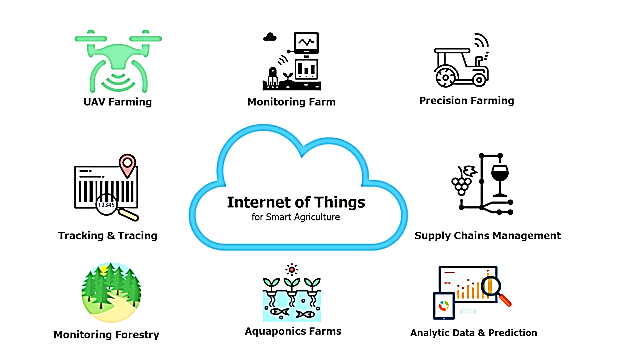 UAV Farming
Monitoring Farm
Precision Farming
Internet of Things
for Smart Agriculture
12345
Tracking & Tracing
Supply Chains Management
Monitoring Forestry
Aquaponics Farms
Analytic Data & Prediction